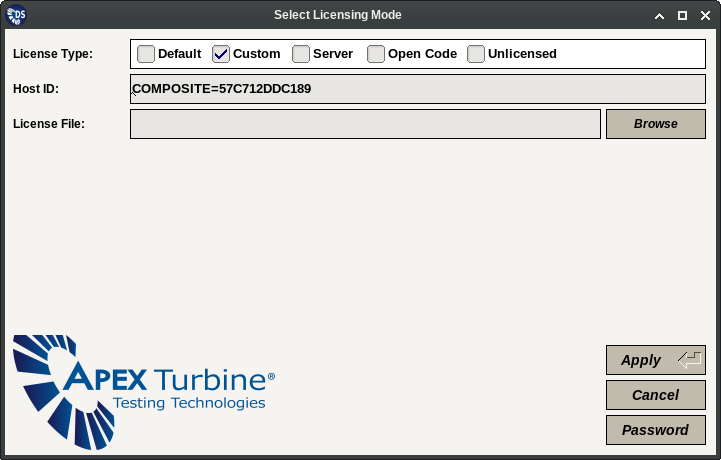 DS
Select Licensing Mode
License Type: Default Custom Server Open Code Unlicensed
Host ID: COMPOSITE=57C712DDC189
License File: Browse
APEX Turbine®
Testing Technologies
Apply
Cancel
Password